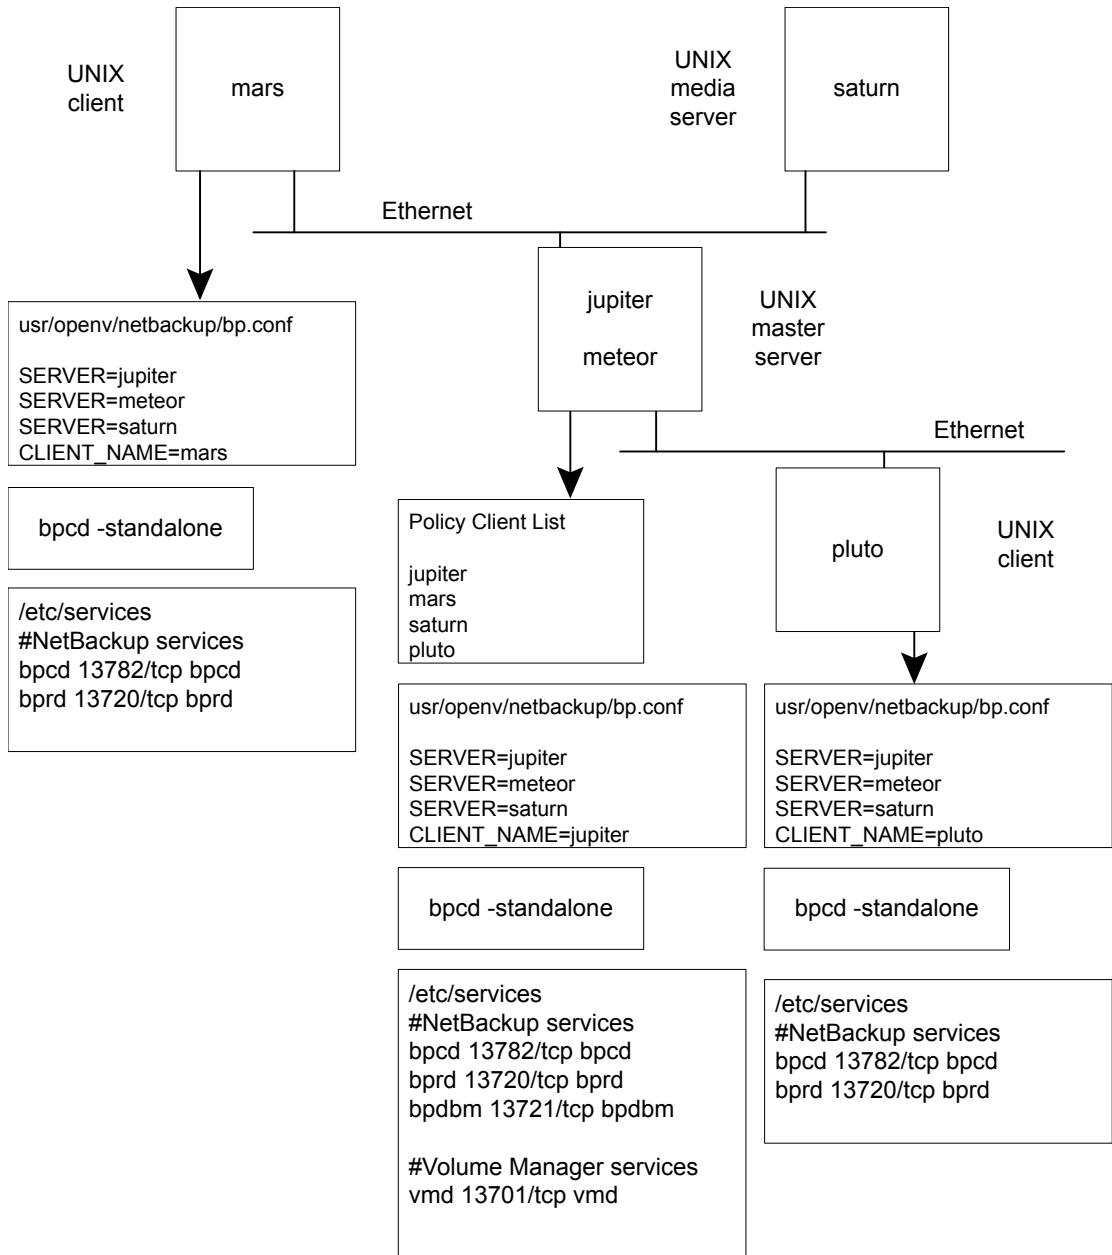 UNIX
client
mars
UNIX
media
server
saturn
Ethernet
jupiter
meteor
UNIX
master
server
usr/openv/netbackup/bp.conf
SERVER=jupiter
SERVER=meteor
SERVER=saturn
CLIENT_NAME=mars
bpcd -standalone
/etc/services
#NetBackup services
bpcd 13782/tcp bpcd
bprd 13720/tcp bprd
Ethernet
Policy Client List
jupiter
mars
saturn
pluto
pluto
UNIX
client
usr/openv/netbackup/bp.conf
SERVER=jupiter
SERVER=meteor
SERVER=saturn
CLIENT_NAME=jupiter
bpcd -standalone
/etc/services
#NetBackup services
bpcd 13782/tcp bpcd
bprd 13720/tcp bprd
bpdbm 13721/tcp bpdbm
#Volume Manager services
vmd 13701/tcp vmd
usr/openv/netbackup/bp.conf
SERVER=jupiter
SERVER=meteor
SERVER=saturn
CLIENT_NAME=pluto
bpcd -standalone
/etc/services
#NetBackup services
bpcd 13782/tcp bpcd
bprd 13720/tcp bprd